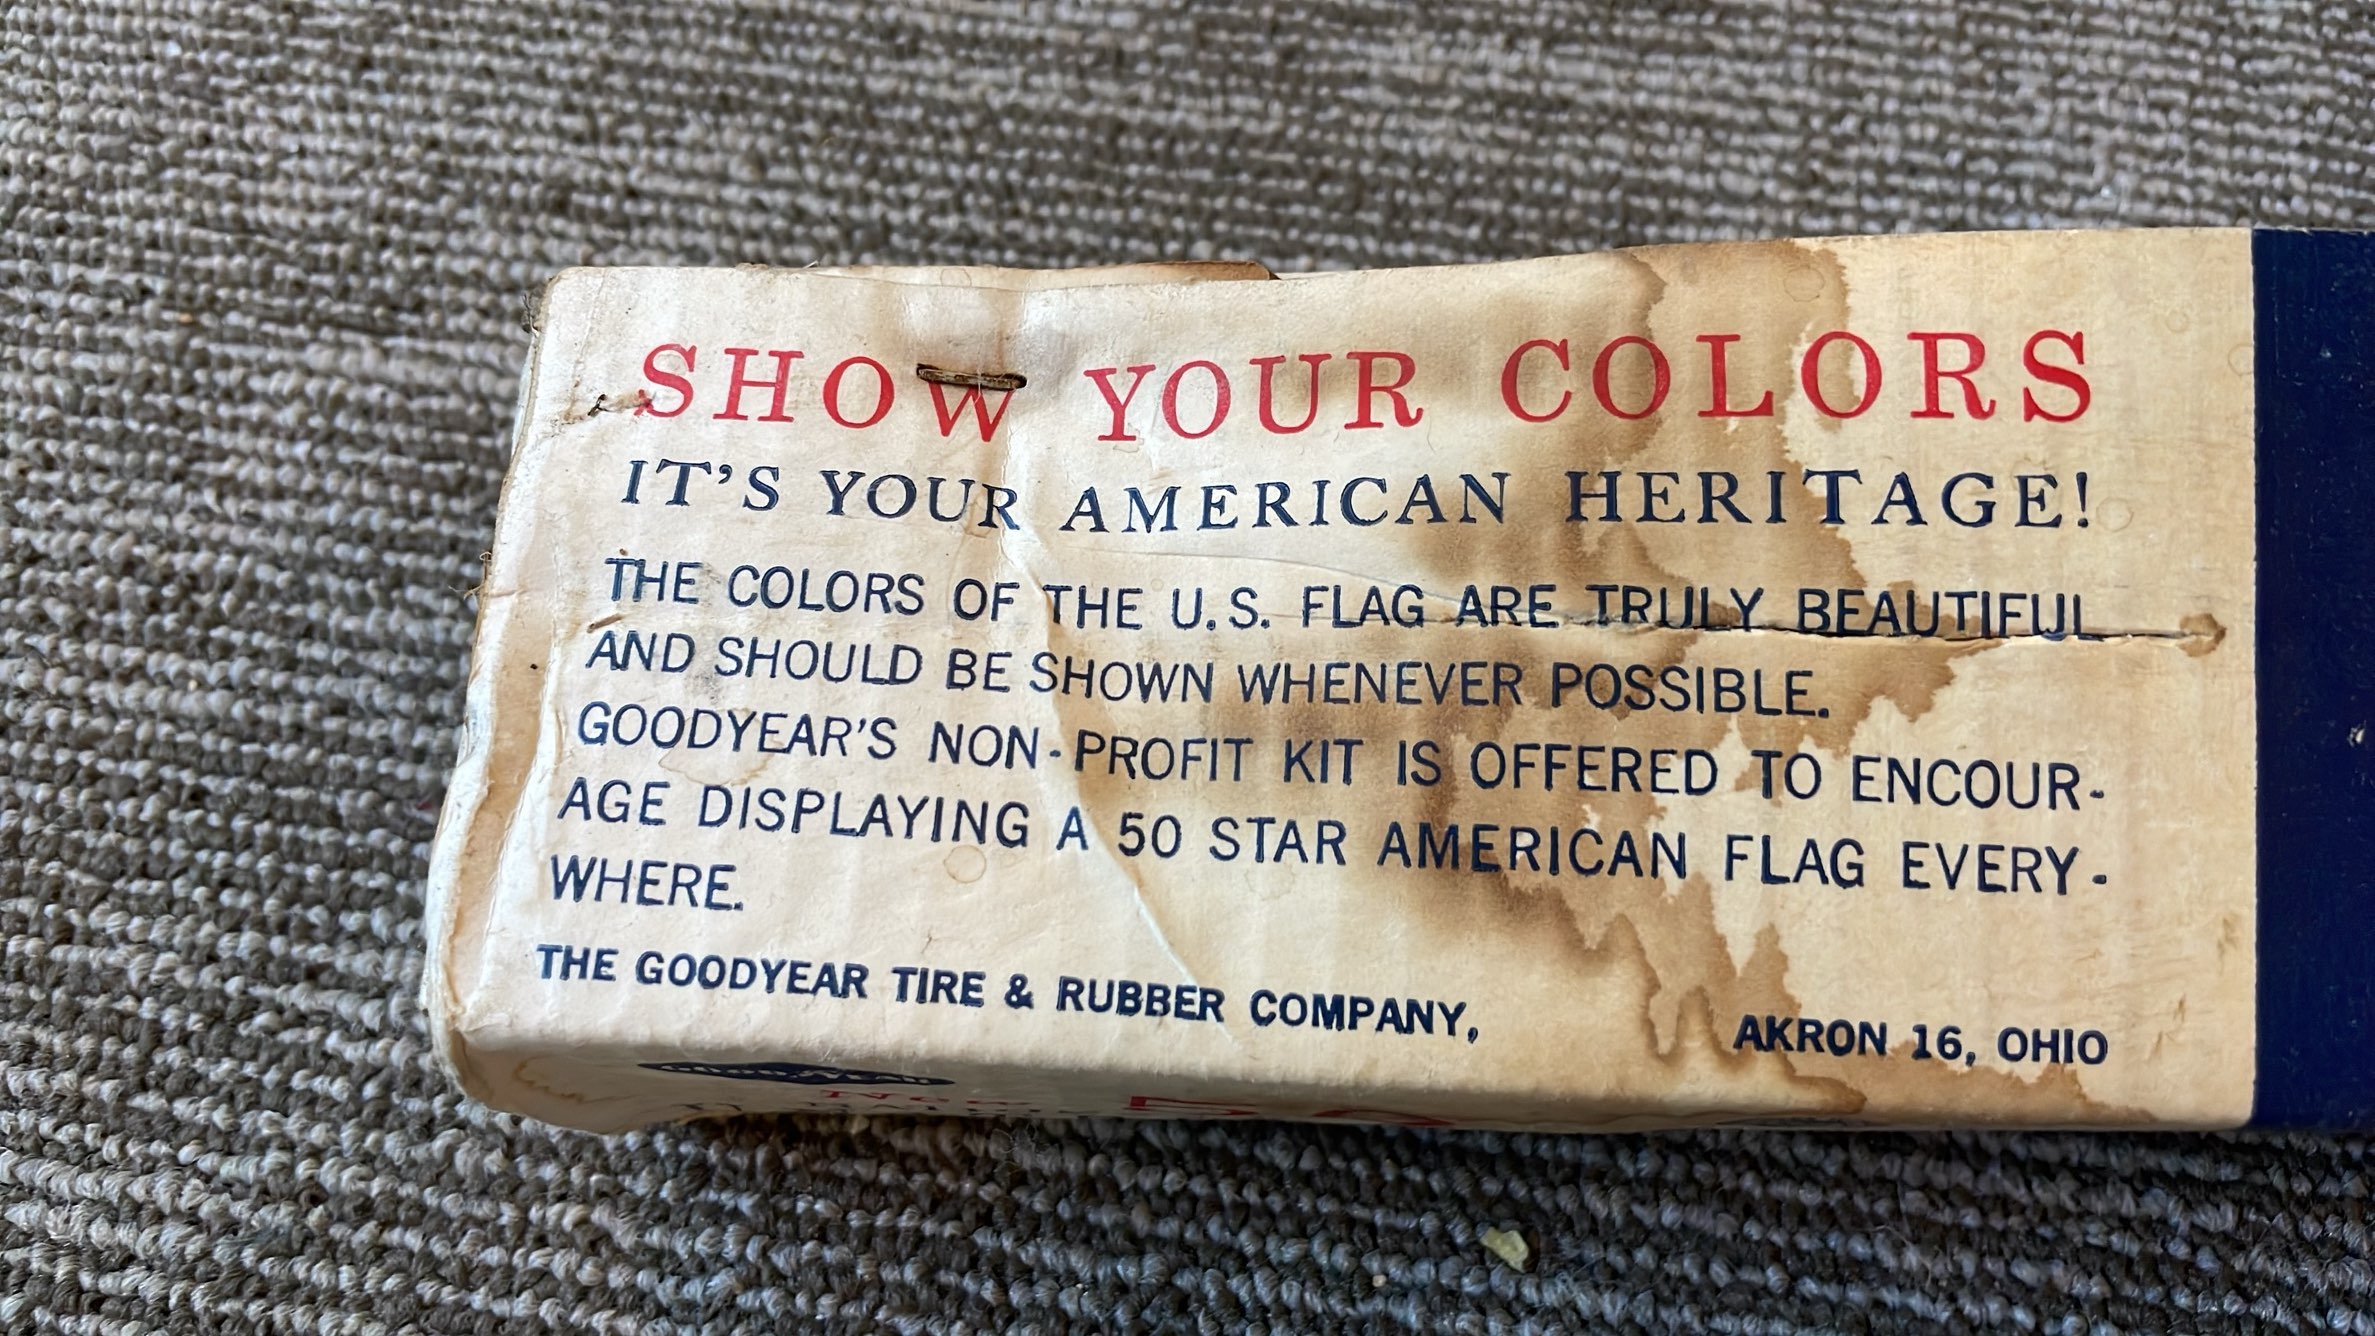 SHOW YOUR COLORS
IT'S YOUR AMERICAN HERITAGE!
THE COLORS OF THE U.S. FLAG ARE TRULY BEAUTIFUL
AND SHOULD BE SHOWN WHENEVER POSSIBLE.
GOODYEAR'S NON-PROFIT KIT IS OFFERED TO ENCOUR-
AGE DISPLAYING A 50 STAR AMERICAN FLAG EVERY-
WHERE.
THE GOODYEAR TIRE & RUBBER COMPANY, AKRON 16, OHIO
GOODYEAR
New